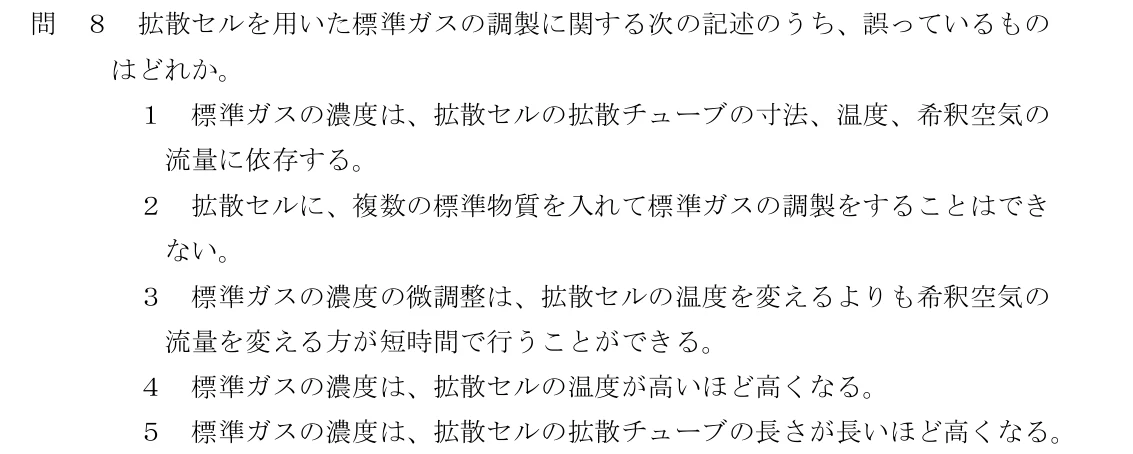 問　８　拡散セルを用いた標準ガスの調製に関する次の記述のうち、誤っているもの
はどれか。
１　標準ガスの濃度は、拡散セルの拡散チューブの寸法、温度、希釈空気の
流量に依存する。
２　拡散セルに、複数の標準物質を入れて標準ガスの調製をすることはでき
ない。
３　標準ガスの濃度の微調整は、拡散セルの温度を変えるよりも希釈空気の
流量を変える方が短時間で行うことができる。
４　標準ガスの濃度は、拡散セルの温度が高いほど高くなる。
５　標準ガスの濃度は、拡散セルの拡散チューブの長さが長いほど高くなる。